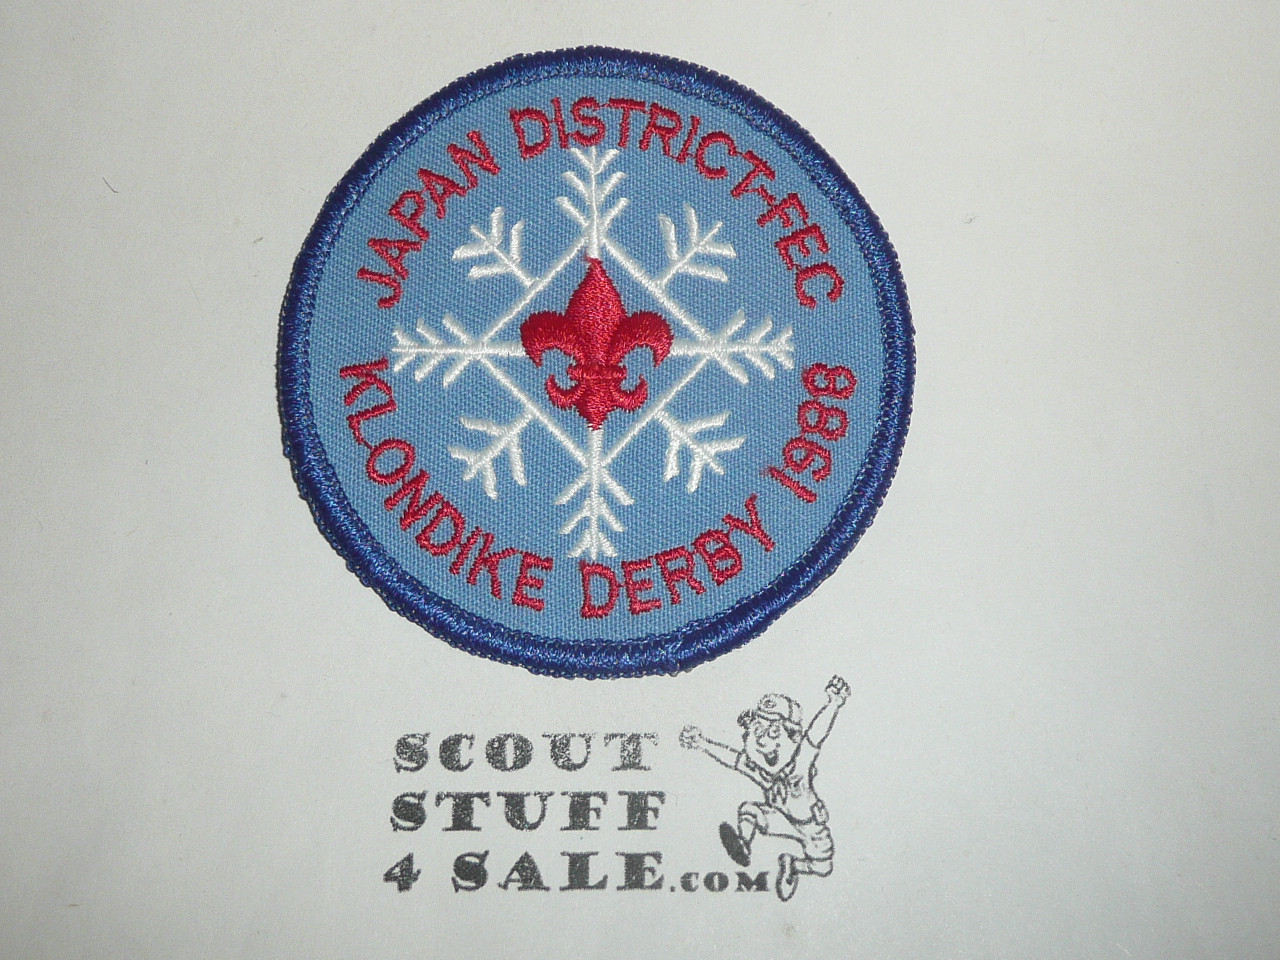 JAPAN DISTRICT-FEC
KLONDIKE DERBY 1988
SCOUT
STUFF
4 SALE.COM